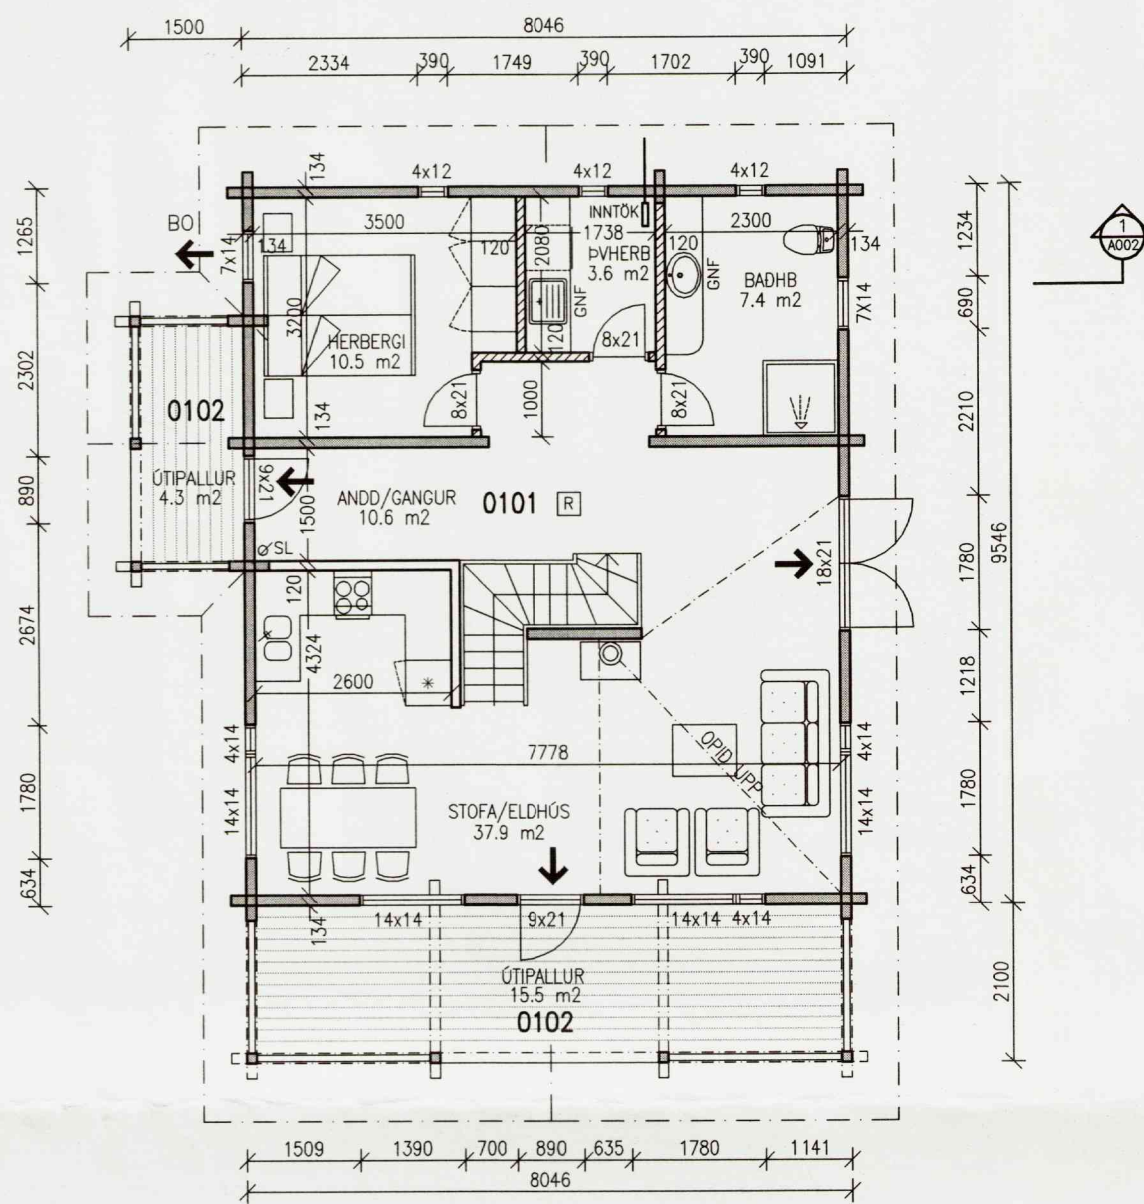 1500 8046
2334 390 1749 390 1702 390 1091
134 4x12 4x12 4x12
BO
7x14
134
3500
120
2080
INNTÖK
1738
ÞVHERB
3.6 m2
GNF
120
8x21
2300
120
134
GNF
BAÐHB
7.4 m2
7X14
3200
HERBERGI
10.5 m2
134
8x21
1000
8x21
1265
2302
890
2674
1780
634
1234
690
2210
1780
1218
1780
634
9546
2100
1
A002
0102
ÚTIPALLUR
4.3 m2
9x21
1500
ANDD/GANGUR
10.6 m2
0101 R
SL
18x21
120
4324
2600
*
7778
OPID UPP
4x14
14x14
4x14
14x14
STOFA/ELDHÚS
37.9 m2
134
14x14 9x21 14x14 4x14
ÚTIPALLUR
15.5 m2
0102
1509 1390 700 890 635 1780 1141
8046